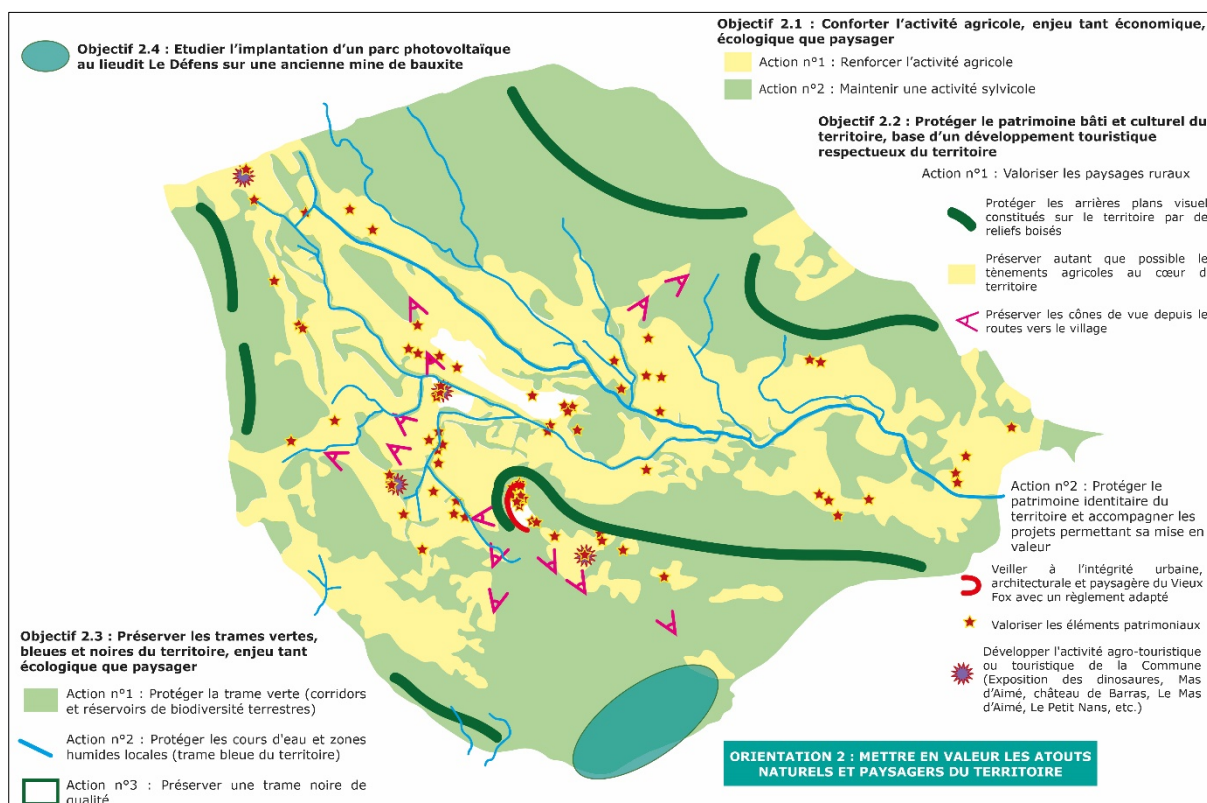 Objectif 2.4 : Etudier l'implantation d'un parc photovoltaïque
au lieudit Le Défens sur une ancienne mine de bauxite
Objectif 2.1 : Conforter l'activité agricole, enjeu tant économique,
écologique que paysager
Action n°1 : Renforcer l'activité agricole
Action n°2 : Maintenir une activité sylvicole
Objectif 2.2 : Protéger le patrimoine bâti et culturel du
territoire, base d'un développement touristique
respectueux du territoire
Action n°1 : Valoriser les paysages ruraux
Protéger les arrières plans visuel
constitués sur le territoire par de
reliefs boisés
Préserver autant que possible le
tènements agricoles au cœur d
territoire
Préserver les cônes de vue depuis le
routes vers le village
Action n°2 : Protéger le
patrimoine identitaire du
territoire et accompagner les
projets permettant sa mise en
valeur
Veiller à l'intégrité urbaine,
architecturale et paysagère du Vieux
Fox avec un règlement adapté
Valoriser les éléments patrimoniaux
Développer l'activité agro-touristique
ou touristique de la Commune
(Exposition des dinosaures, Mas
d'Aimé, château de Barras, Le Mas
d'Aimé, Le Petit Nans, etc.)
Objectif 2.3 : Préserver les trames vertes,
bleues et noires du territoire, enjeu tant
écologique que paysager
Action n°1 : Protéger la trame verte (corridors
et réservoirs de biodiversité terrestres)
Action n°2 : Protéger les cours d'eau et zones
humides locales (trame bleue du territoire)
Action n°3 : Préserver une trame noire de
qualité
ORIENTATION 2 : METTRE EN VALEUR LES ATOUTS
NATURELS ET PAYSAGERS DU TERRITOIRE